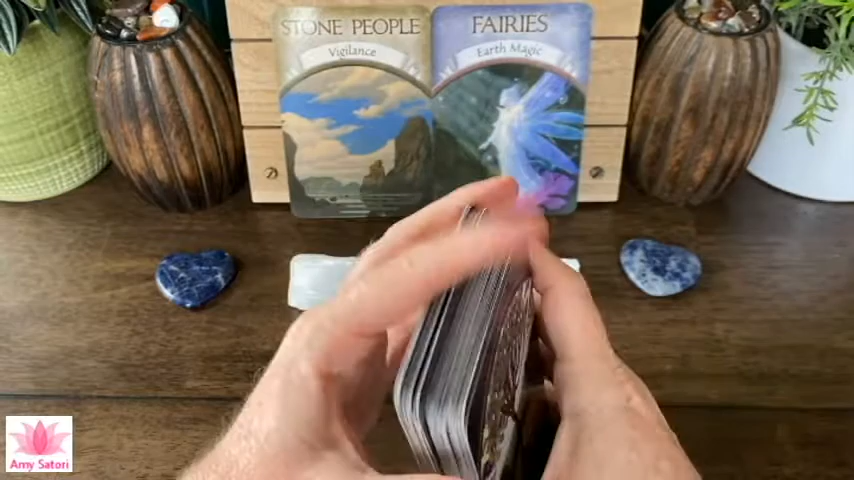 STONE PEOPLE
Vigilance
FAIRIES
Earth Magic
Amy Satori